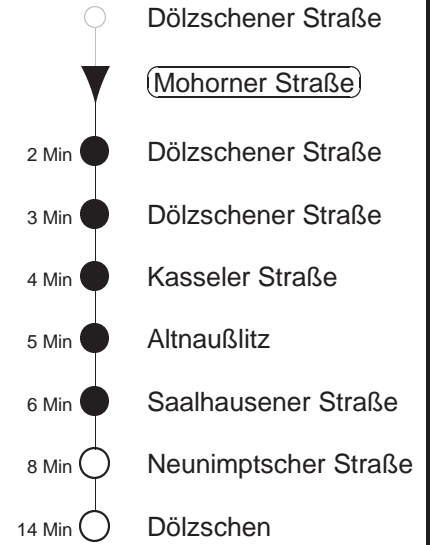 Dölzschener Straße
Mohorner Straße
2 Min Dölzschener Straße
3 Min Dölzschener Straße
4 Min Kasseler Straße
5 Min Altnaußlitz
6 Min Saalhausener Straße
8 Min Neunimptscher Straße
14 Min Dölzschen